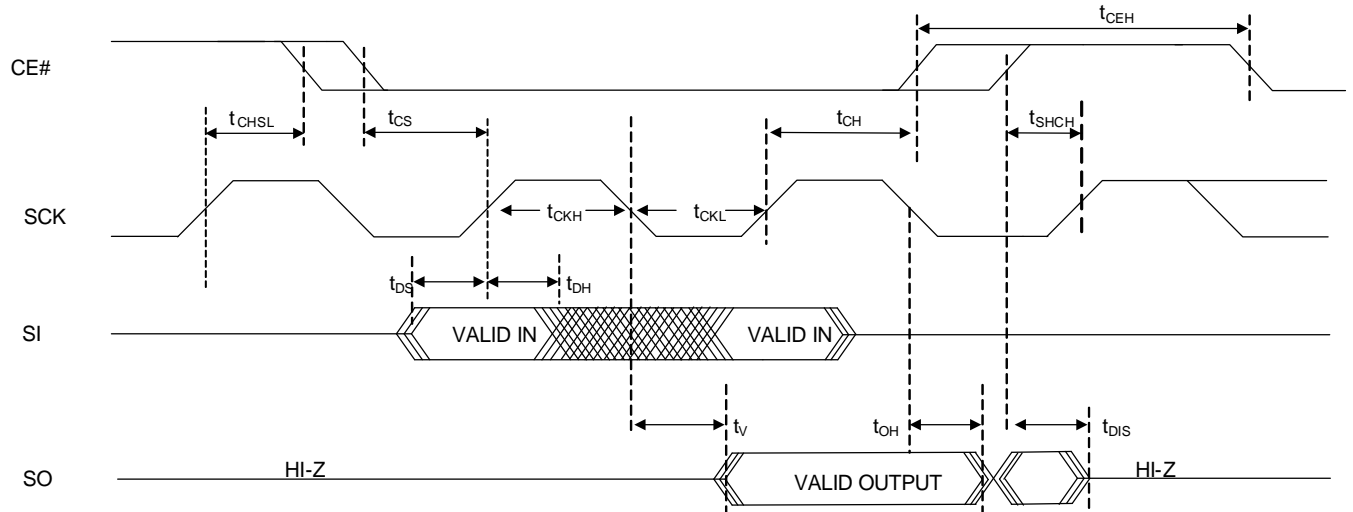 tCEH
CE#
tCHSL
tCS
tCH
tSHCH
SCK
tCKH
tCKL
tDS
tDH
SI
VALID IN
VALID IN
tV
tOH
tDIS
SO
HI-Z
VALID OUTPUT
HI-Z